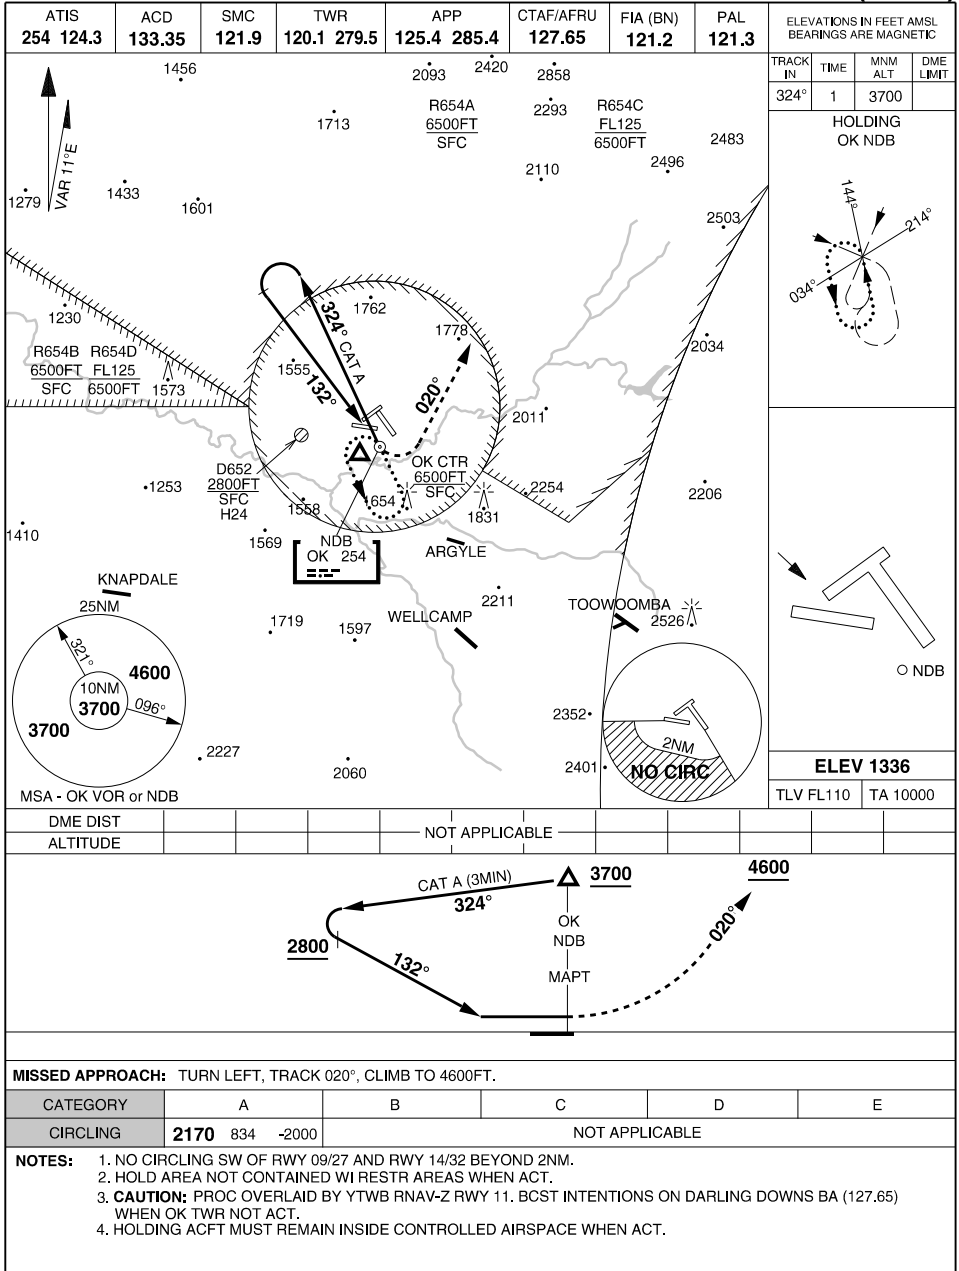 ATIS ACD SMC TWR APP CTAF/AFRU FIA (BN) PAL
254 124.3 133.35 121.9 120.1 279.5 125.4 285.4 127.65 121.2 121.3
ELEVATIONS IN FEET AMSL
BEARINGS ARE MAGNETIC
TRACK IN TIME MNM ALT DME LIMIT
324° 1 3700
HOLDING
OK NDB
144°
214°
034°
VAR 11°E
1456
2093
2420
2858
1713
R654A
6500FT
SFC
2293
R654C
FL125
6500FT
2483
2110
2496
1279
1433
1601
2503
1230
1762
1778
2034
324° CAT A
R654B R654D
6500FT FL125
SFC 6500FT
1573
1555
132°
020°
2011
D652
2800FT
SFC
H24
OK CTR
6500FT
SFC
1253
1654
1558
1831
2254
2206
1410
1569
NDB
OK 254
ARGYLE
KNAPDALE
25NM
2211
WELLCAMP
TOOWOOMBA
2526
1719
1597
321°
4600
10NM
3700
096°
3700
MSA - OK VOR or NDB
2227
2060
2352
2401
2NM
NO CIRC
NDB
ELEV 1336
TLV FL110 TA 10000
DME DIST
ALTITUDE
NOT APPLICABLE
CAT A (3MIN)
324°
3700
4600
OK
NDB
MAPT
2800
132°
020°
MISSED APPROACH: TURN LEFT, TRACK 020°, CLIMB TO 4600FT.
CATEGORY A B C D E
CIRCLING 2170 834 -2000 NOT APPLICABLE
NOTES: 1. NO CIRCLING SW OF RWY 09/27 AND RWY 14/32 BEYOND 2NM.
2. HOLD AREA NOT CONTAINED WI RESTR AREAS WHEN ACT.
3. CAUTION: PROC OVERLAID BY YTWB RNAV-Z RWY 11. BCST INTENTIONS ON DARLING DOWNS BA (127.65)
WHEN OK TWR NOT ACT.
4. HOLDING ACFT MUST REMAIN INSIDE CONTROLLED AIRSPACE WHEN ACT.